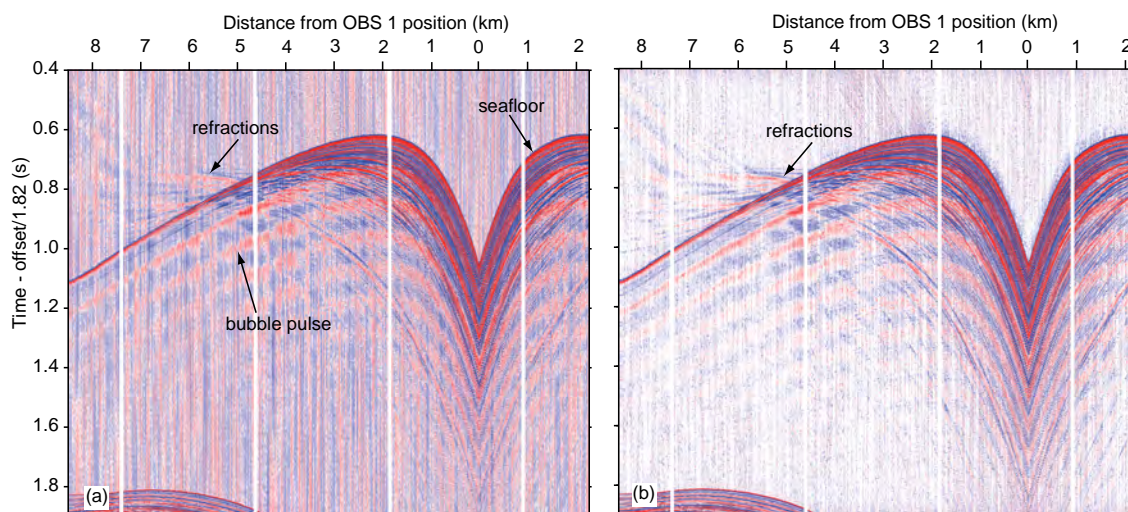 Distance from OBS 1 position (km)
8 7 6 5 4 3 2 1 0 1 2
Time - offset/1.82 (s)
0.4
0.6
0.8
1.0
1.2
1.4
1.6
1.8
refractions
seafloor
bubble pulse
(a)
Distance from OBS 1 position (km)
8 7 6 5 4 3 2 1 0 1 2
refractions
(b)